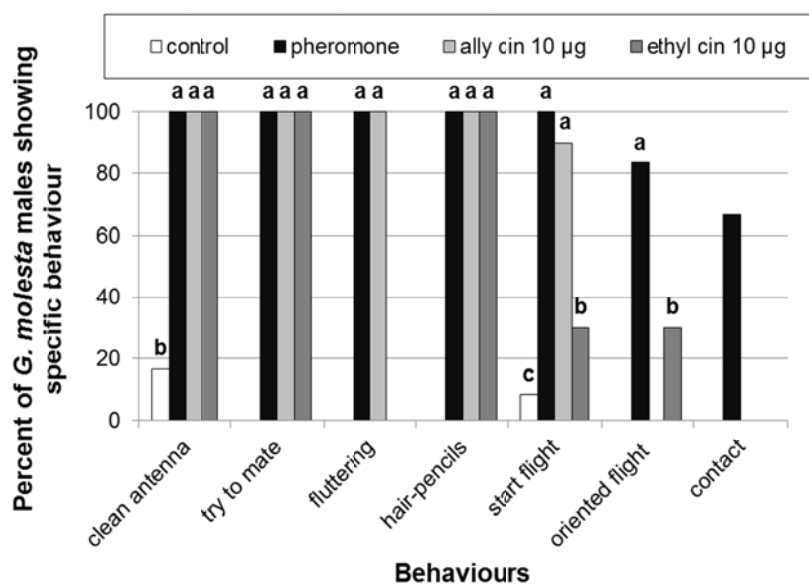 control pheromone ally cin 10 µg ethyl cin 10 µg
Percent of G. molesta males showing
specific behaviour
100
80
60
40
20
0
b a a a
a a a
a a
a a a
c a a b
a b
clean antenna
try to mate
fluttering
hair-pencils
start flight
oriented flight
contact
Behaviours